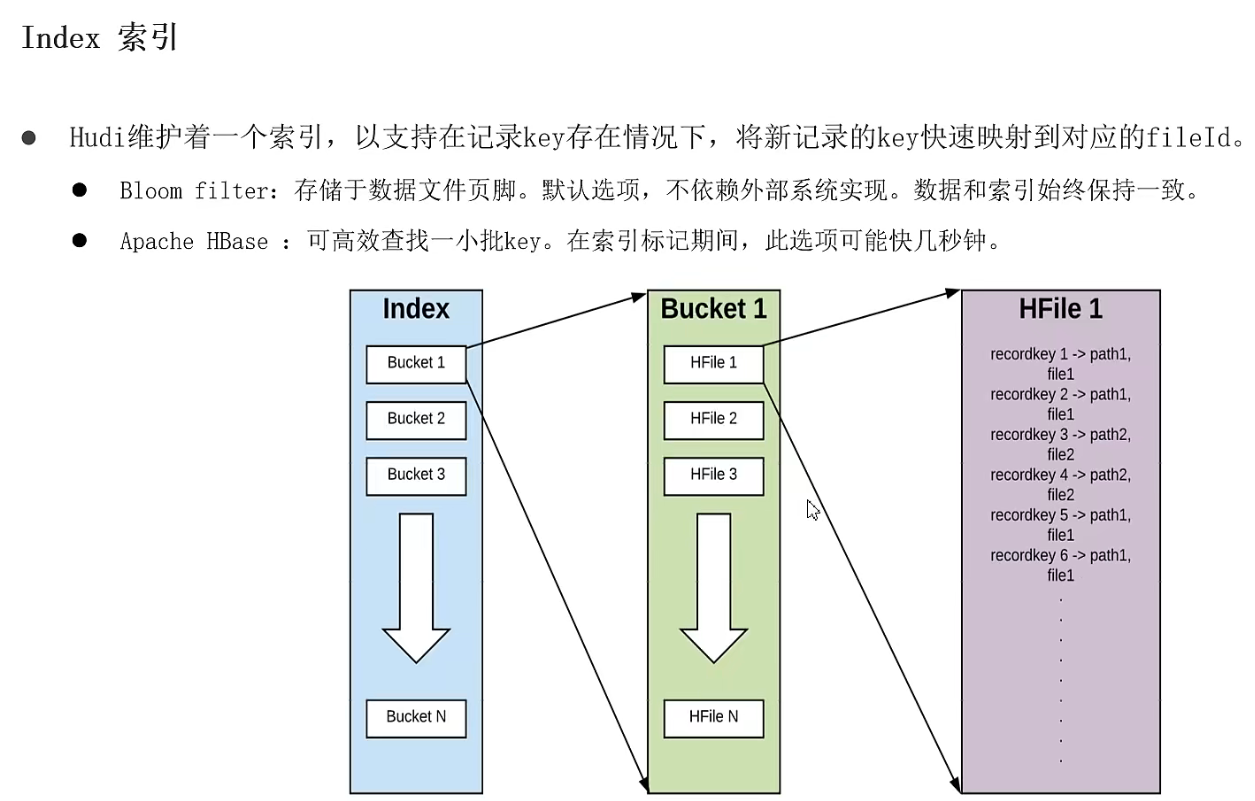 Index 索引
Hudi维护着一个索引，以支持在记录key存在情况下，将新记录的key快速映射到对应的fileId。
Bloom filter：存储于数据文件页脚。默认选项，不依赖外部系统实现。数据和索引始终保持一致。
Apache HBase ：可高效查找一小批key。在索引标记期间，此选项可能快几秒钟。
Index
Bucket 1
Bucket 2
Bucket 3
Bucket N
Bucket 1
HFile 1
HFile 2
HFile 3
HFile N
HFile 1
recordkey 1 -> path1,
file1
recordkey 2 -> path1,
file1
recordkey 3 -> path2,
file2
recordkey 4 -> path2,
file2
recordkey 5 -> path1,
file1
recordkey 6 -> path1,
file1
.
.
.
.
.
.
.
.
.